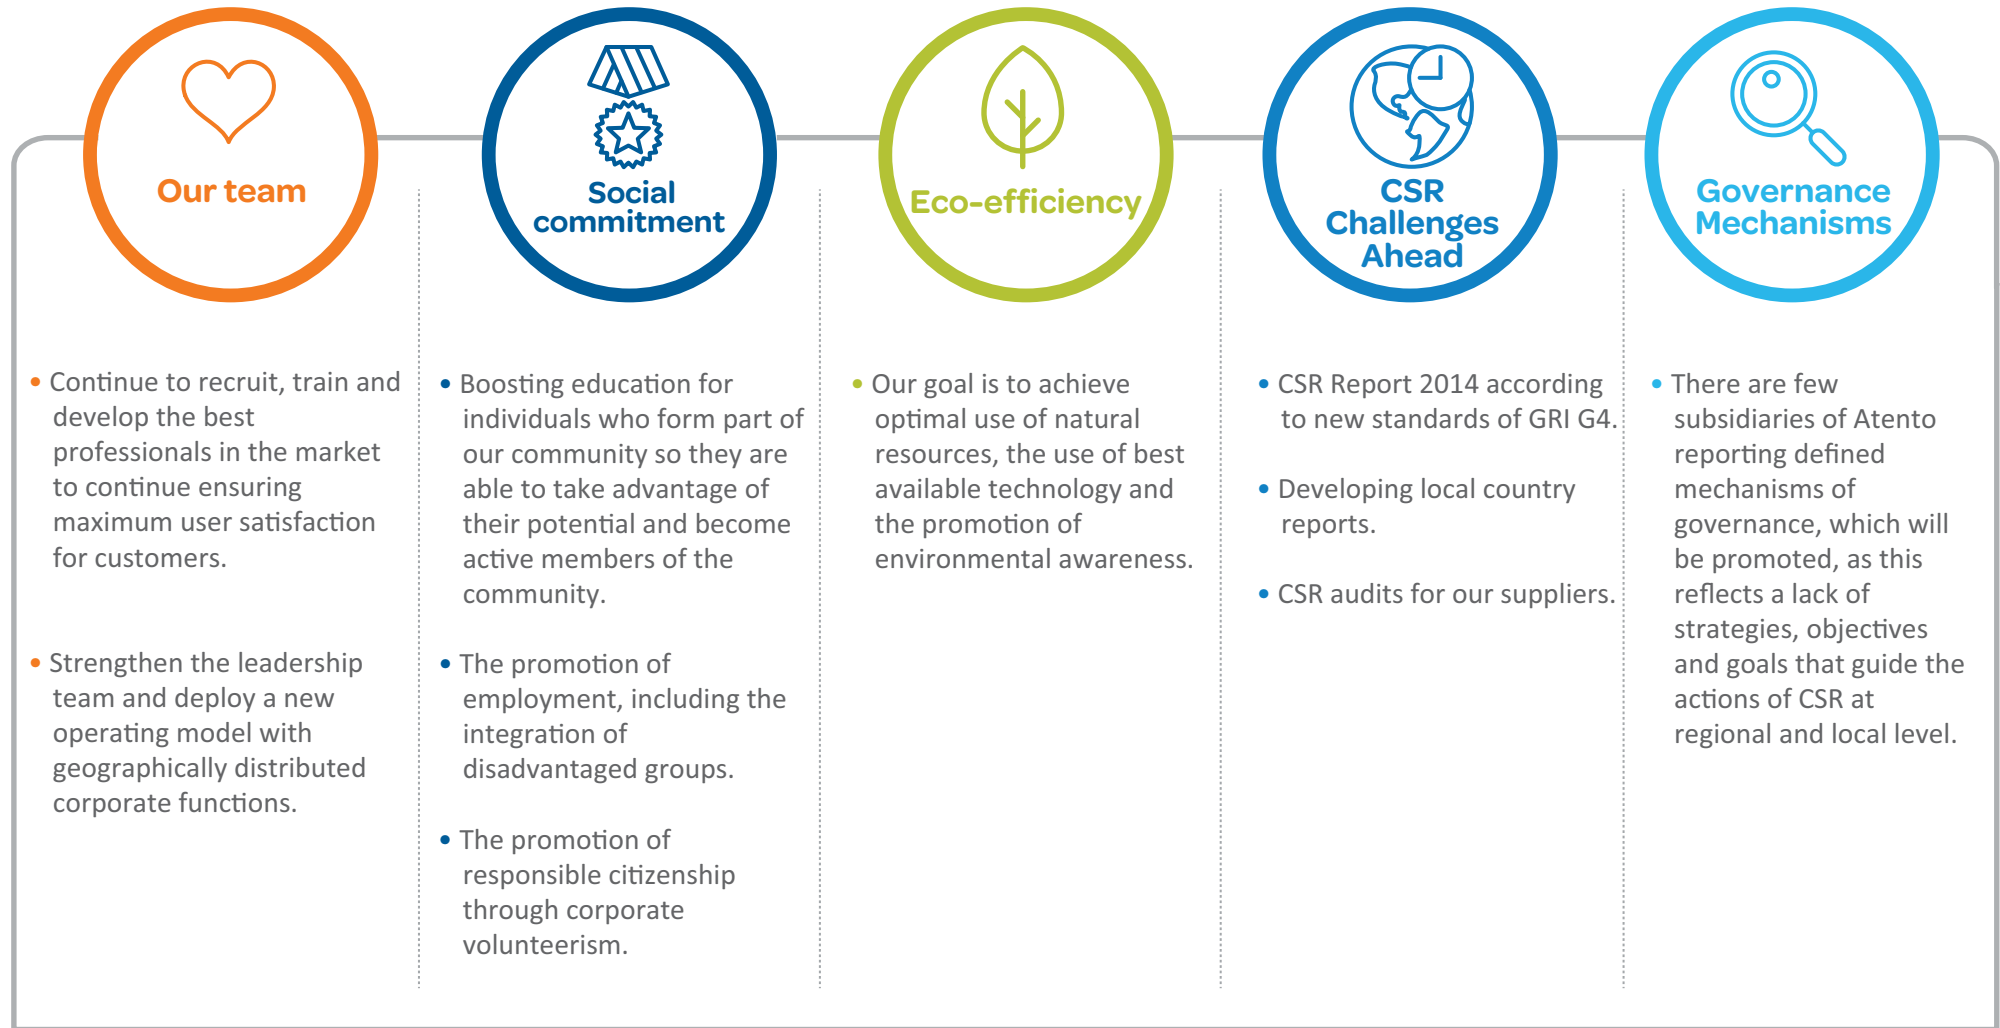 Our team
• Continue to recruit, train and
develop the best
professionals in the market
to continue ensuring
maximum user satisfaction
for customers.
• Strengthen the leadership
team and deploy a new
operating model with
geographically distributed
corporate functions.
Social
commitment
• Boosting education for
individuals who form part of
our community so they are
able to take advantage of
their potential and become
active members of the
community.
• The promotion of
employment, including the
integration of
disadvantaged groups.
• The promotion of
responsible citizenship
through corporate
volunteerism.
Eco-efficiency
• Our goal is to achieve
optimal use of natural
resources, the use of best
available technology and
the promotion of
environmental awareness.
CSR
Challenges
Ahead
• CSR Report 2014 according
to new standards of GRI G4.
• Developing local country
reports.
• CSR audits for our suppliers.
Governance
Mechanisms
• There are few
subsidiaries of Atento
reporting defined
mechanisms of
governance, which will
be promoted, as this
reflects a lack of
strategies, objectives
and goals that guide the
actions of CSR at
regional and local level.